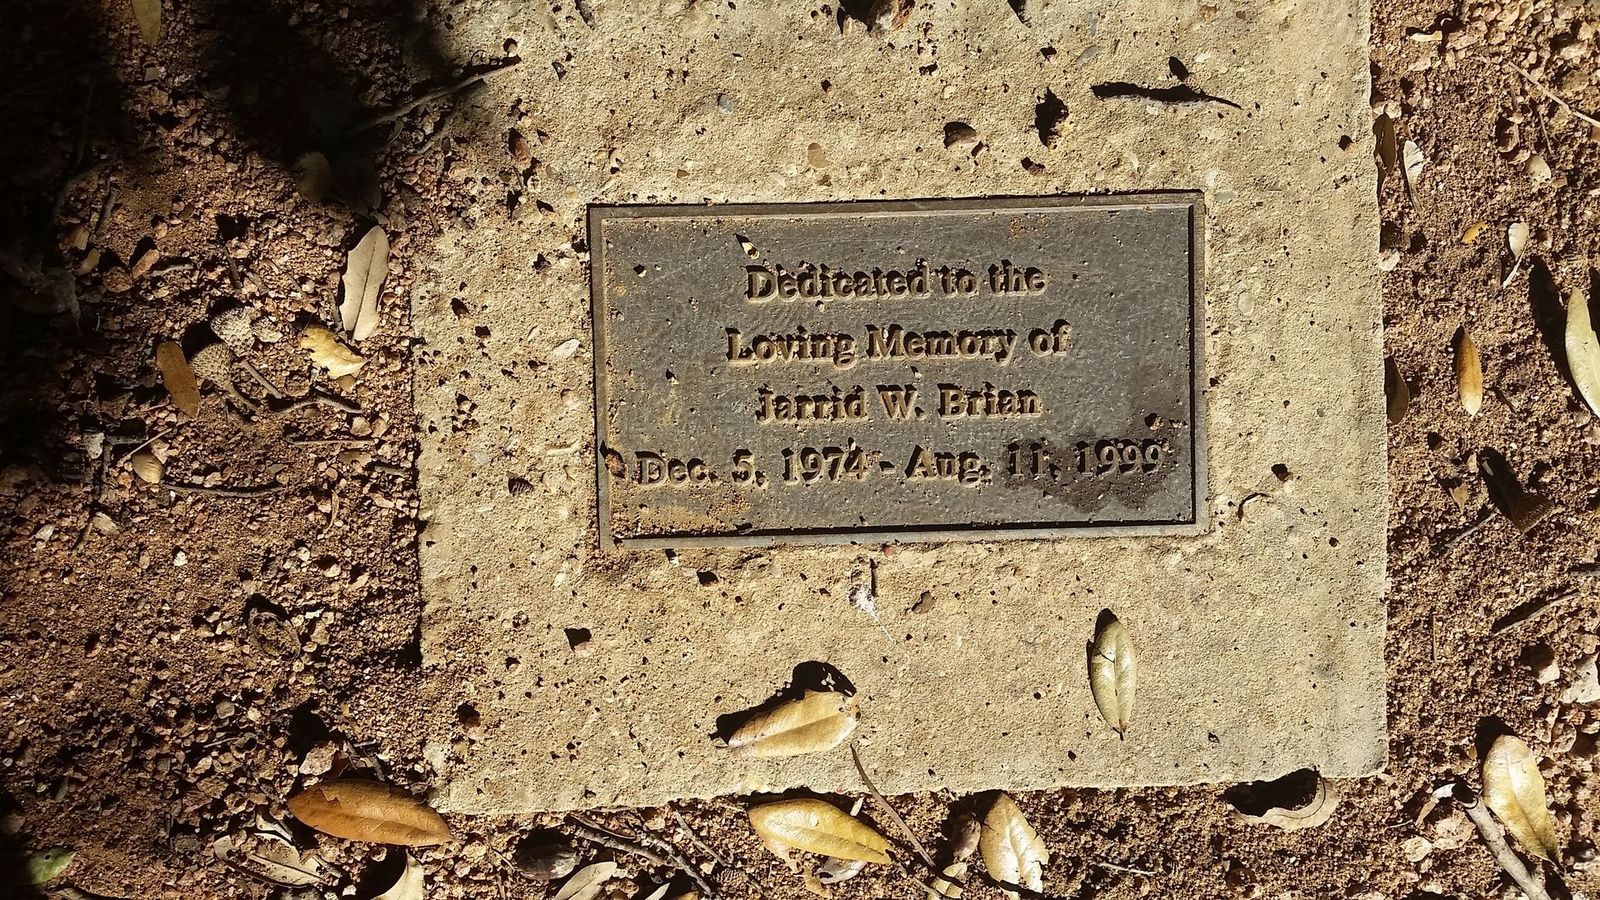 Dedicated to the
Loving Memory of
Jarrid W. Brian
Dec. 5, 1974 - Aug. 11, 1999